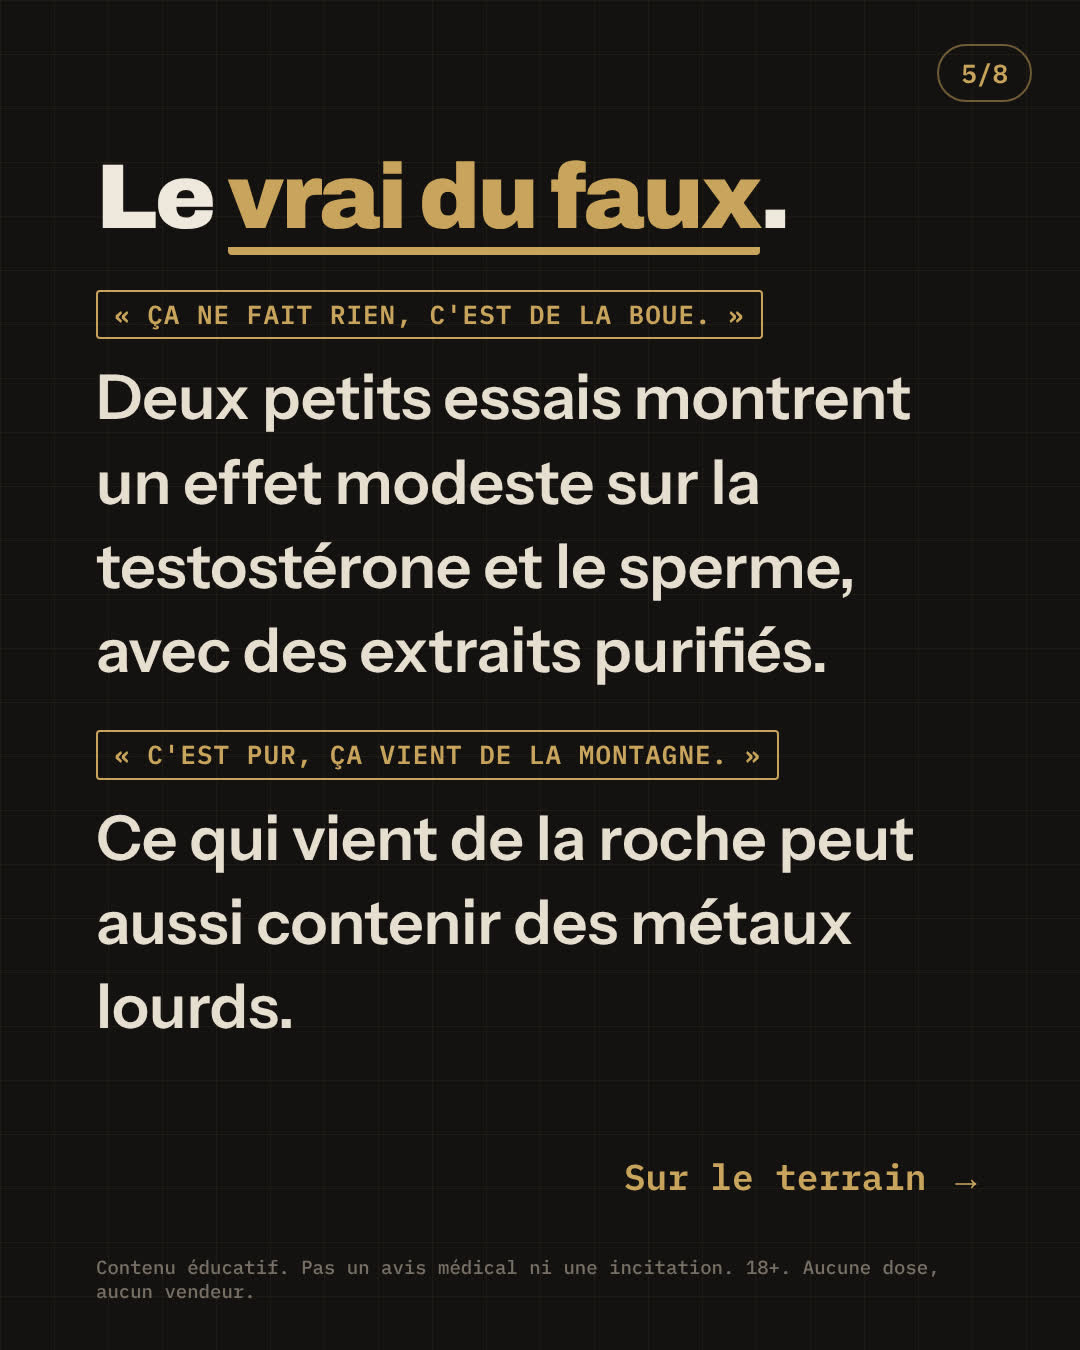 5/8
Le vrai du faux.
« ÇA NE FAIT RIEN, C'EST DE LA BOUE. »
Deux petits essais montrent
un effet modeste sur la
testostérone et le sperme,
avec des extraits purifiés.
« C'EST PUR, ÇA VIENT DE LA MONTAGNE. »
Ce qui vient de la roche peut
aussi contenir des métaux
lourds.
Sur le terrain →
Contenu éducatif. Pas un avis médical ni une incitation. 18+. Aucune dose,
aucun vendeur.